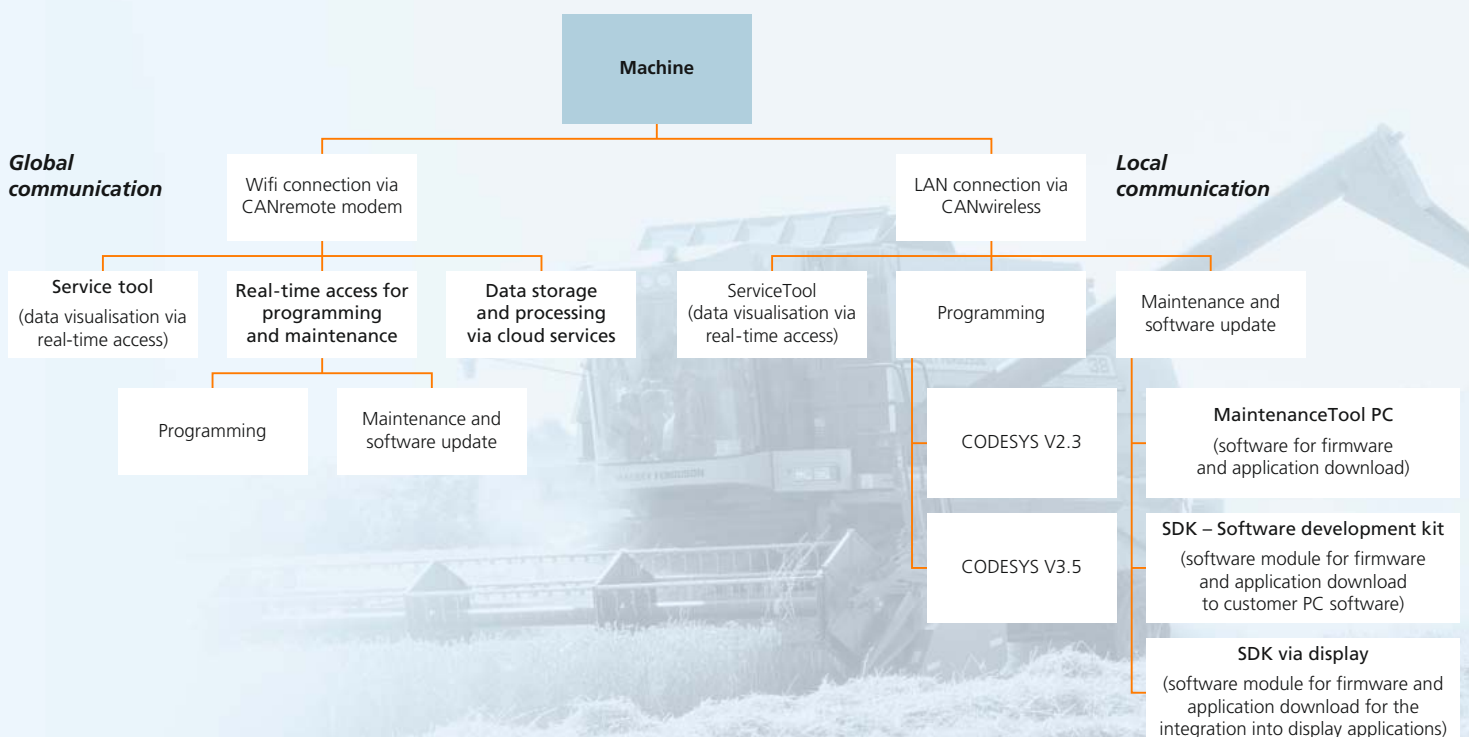 Machine
Global
communication
Wifi connection via
CANremote modem
LAN connection via
CANwireless
Local
communication
Service tool
(data visualisation via
real-time access)
Real-time access for
programming
and maintenance
Data storage
and processing
via cloud services
ServiceTool
(data visualisation via
real-time access)
Programming
Maintenance and
software update
Programming
Maintenance and
software update
CODESYS V2.3
CODESYS V3.5
MaintenanceTool PC
(software for firmware
and application download)
SDK – Software development kit
(software module for firmware
and application download
to customer PC software)
SDK via display
(software module for firmware and
application download for the
integration into display applications)
38